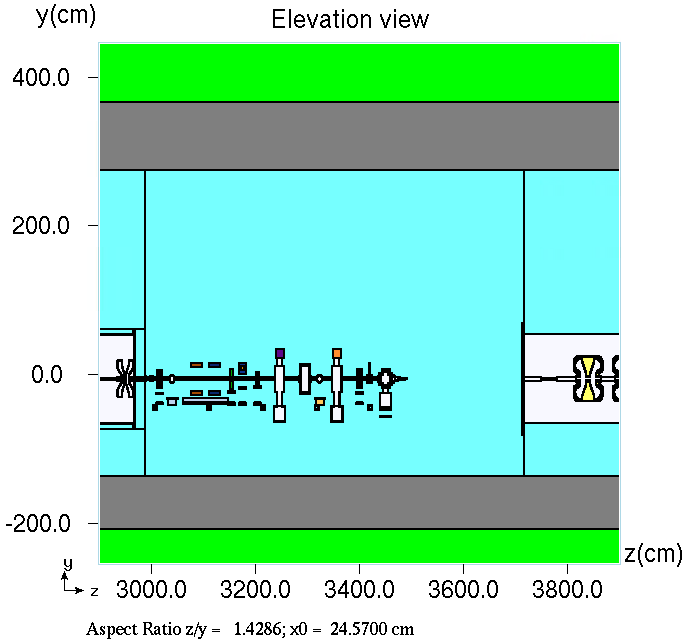 y(cm) Elevation view
400.0
200.0
0.0
-200.0
z(cm)
y
z 3000.0 3200.0 3400.0 3600.0 3800.0
Aspect Ratio z/y = 1.4286; x0 = 24.5700 cm